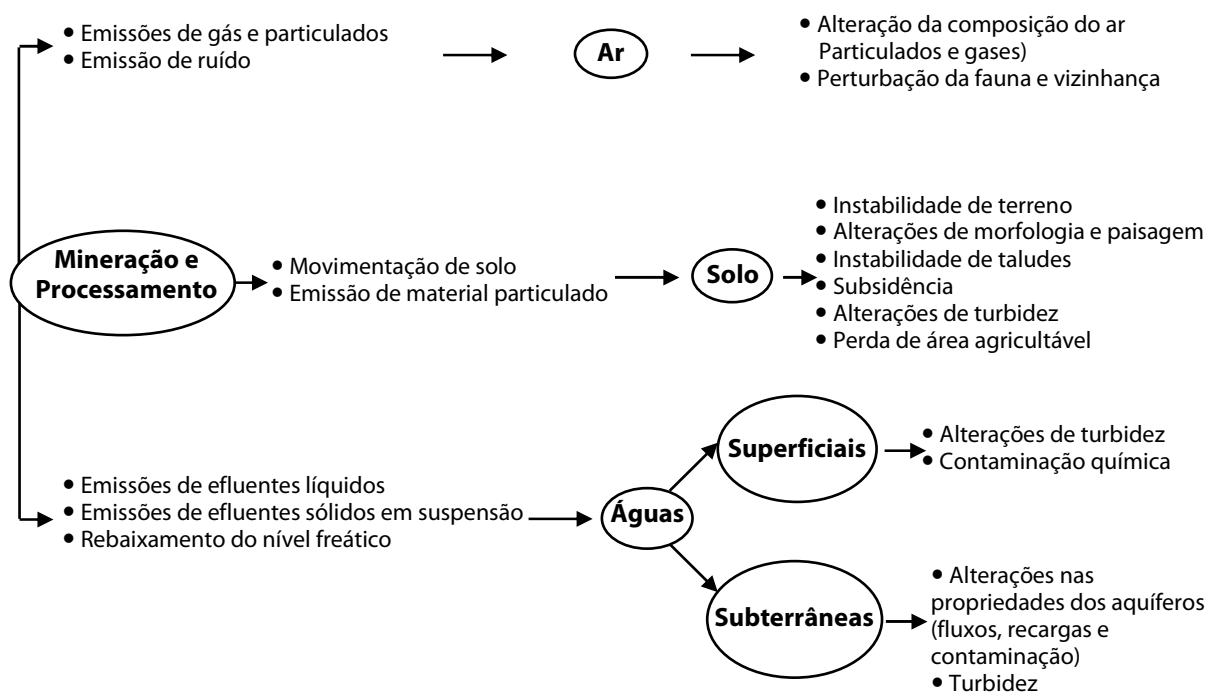 • Emissões de gás e particulados
• Emissão de ruído
Ar
• Alteração da composição do ar
Particulados e gases)
• Perturbação da fauna e vizinhança
Mineração e
Processamento
• Movimentação de solo
• Emissão de material particulado
Solo
• Instabilidade de terreno
• Alterações de morfologia e paisagem
• Instabilidade de taludes
• Subsidência
• Alterações de turbidez
• Perda de área agricultável
• Emissões de efluentes líquidos
• Emissões de efluentes sólidos em suspensão
• Rebaixamento do nível freático
Águas
Superficiais
• Alterações de turbidez
• Contaminação química
Subterrâneas
• Alterações nas
propriedades dos aquíferos
(fluxos, recargas e
contaminação)
• Turbidez